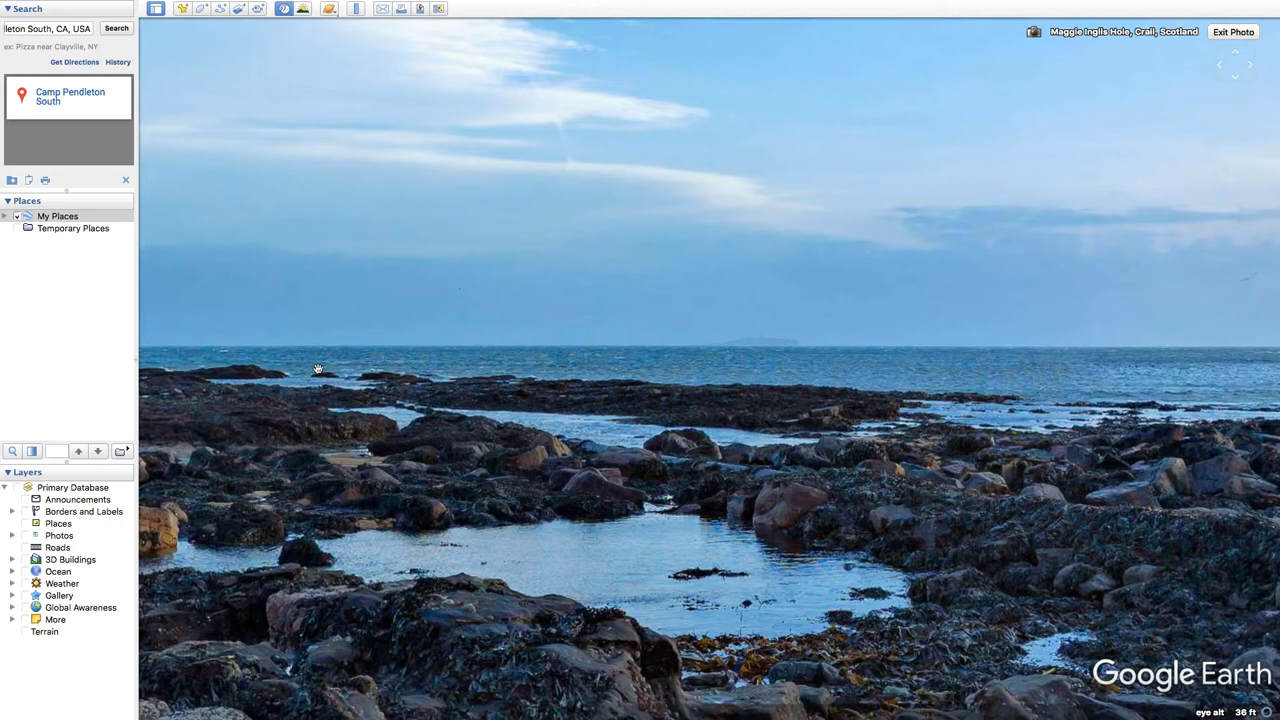 Search
leton South, CA, USA
Search
ex: Pizza near Clayville, NY
Get Directions
History
Camp Pendleton
South
Places
My Places
Temporary Places
Layers
Primary Database
Announcements
Borders and Labels
Places
Photos
Roads
3D Buildings
Ocean
Weather
Gallery
Global Awareness
More
Terrain
Maggie Inglis Hole, Crail, Scotland
Exit Photo
Google Earth
eye alt 36 ft